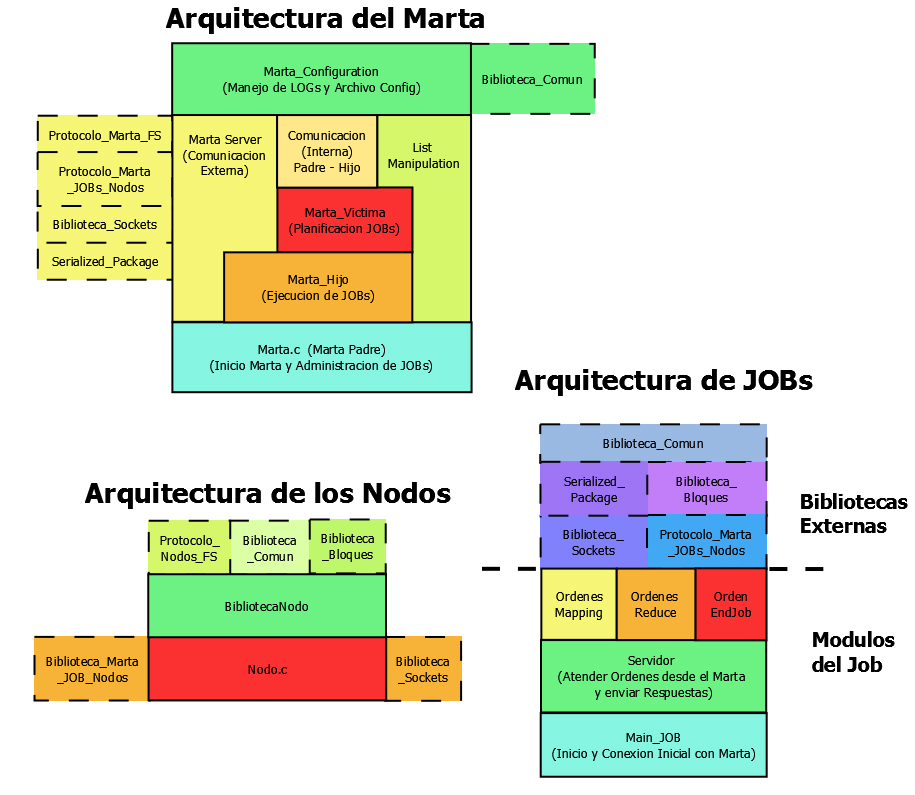 Arquitectura del Marta
Marta_Configuration
(Manejo de LOGs y Archivo Config)
Biblioteca_Comun
Protocolo_Marta_FS
Protocolo_Marta
_JOBs_Nodos
Biblioteca_Sockets
Serialized_Package
Marta Server
(Comunicacion
Externa)
Comunicacion
(Interna)
Padre - Hijo
List
Manipulation
Marta_Victima
(Planificacion JOBs)
Marta_Hijo
(Ejecucion de JOBs)
Marta.c  (Marta Padre)
(Inicio Marta y Administracion de JOBs)
Arquitectura de JOBs
Biblioteca_Comun
Serialized_
Package
Biblioteca_
Bloques
Biblioteca_
Sockets
Protocolo_Marta
_JOBs_Nodos
Bibliotecas
Externas
Ordenes
Mapping
Ordenes
Reduce
Orden
EndJob
Servidor
(Atender Ordenes desde el Marta
y enviar Respuestas)
Main_JOB
(Inicio y Conexion Inicial con Marta)
Modulos
del Job
Arquitectura de los Nodos
Protocolo_
Nodos_FS
Biblioteca
_Comun
Biblioteca
_Bloques
BibliotecaNodo
Biblioteca_Marta
_JOB_Nodos
Nodo.c
Biblioteca
_Sockets